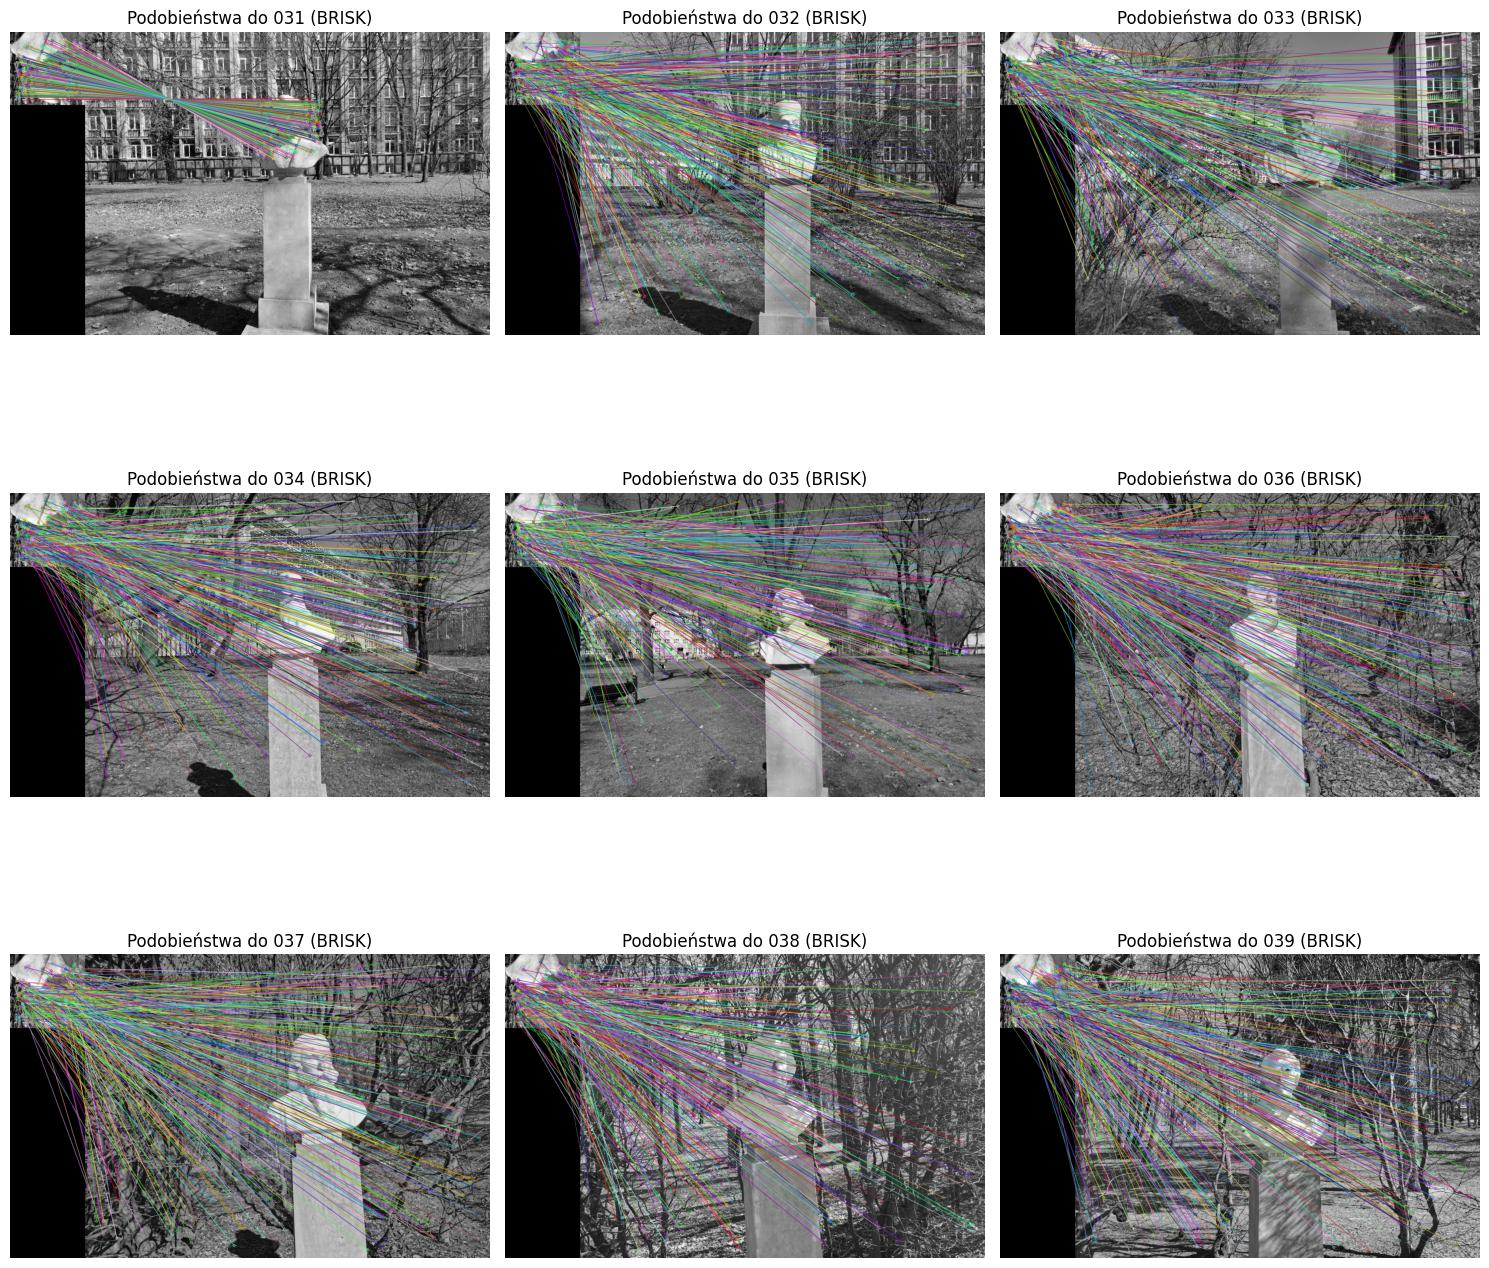 Podobieństwa do 031 (BRISK)
Podobieństwa do 032 (BRISK)
Podobieństwa do 033 (BRISK)
Podobieństwa do 034 (BRISK)
Podobieństwa do 035 (BRISK)
Podobieństwa do 036 (BRISK)
Podobieństwa do 037 (BRISK)
Podobieństwa do 038 (BRISK)
Podobieństwa do 039 (BRISK)